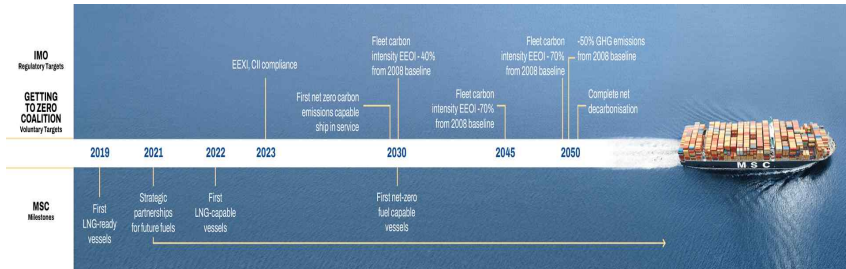 IMO
Regulatory Targets
EEXI, CII compliance
Fleet carbon
intensity EEOI - 40%
from 2008 baseline
Fleet carbon
intensity EEOI - 70%
from 2008 baseline
-50% GHG emissions
from 2008 baseline
GETTING
TO ZERO
COALITION
Voluntary Targets
First net zero carbon
emissions capable
ship in service
Fleet carbon
intensity EEOI -70%
from 2008 baseline
Complete net
decarbonisation
2019
2021
2022
2023
2030
2045
2050
MSC
MSC
Milestones
First
LNG-ready
vessels
Strategic
partnerships
for future fuels
First
LNG-capable
vessels
First net-zero
fuel capable
vessels